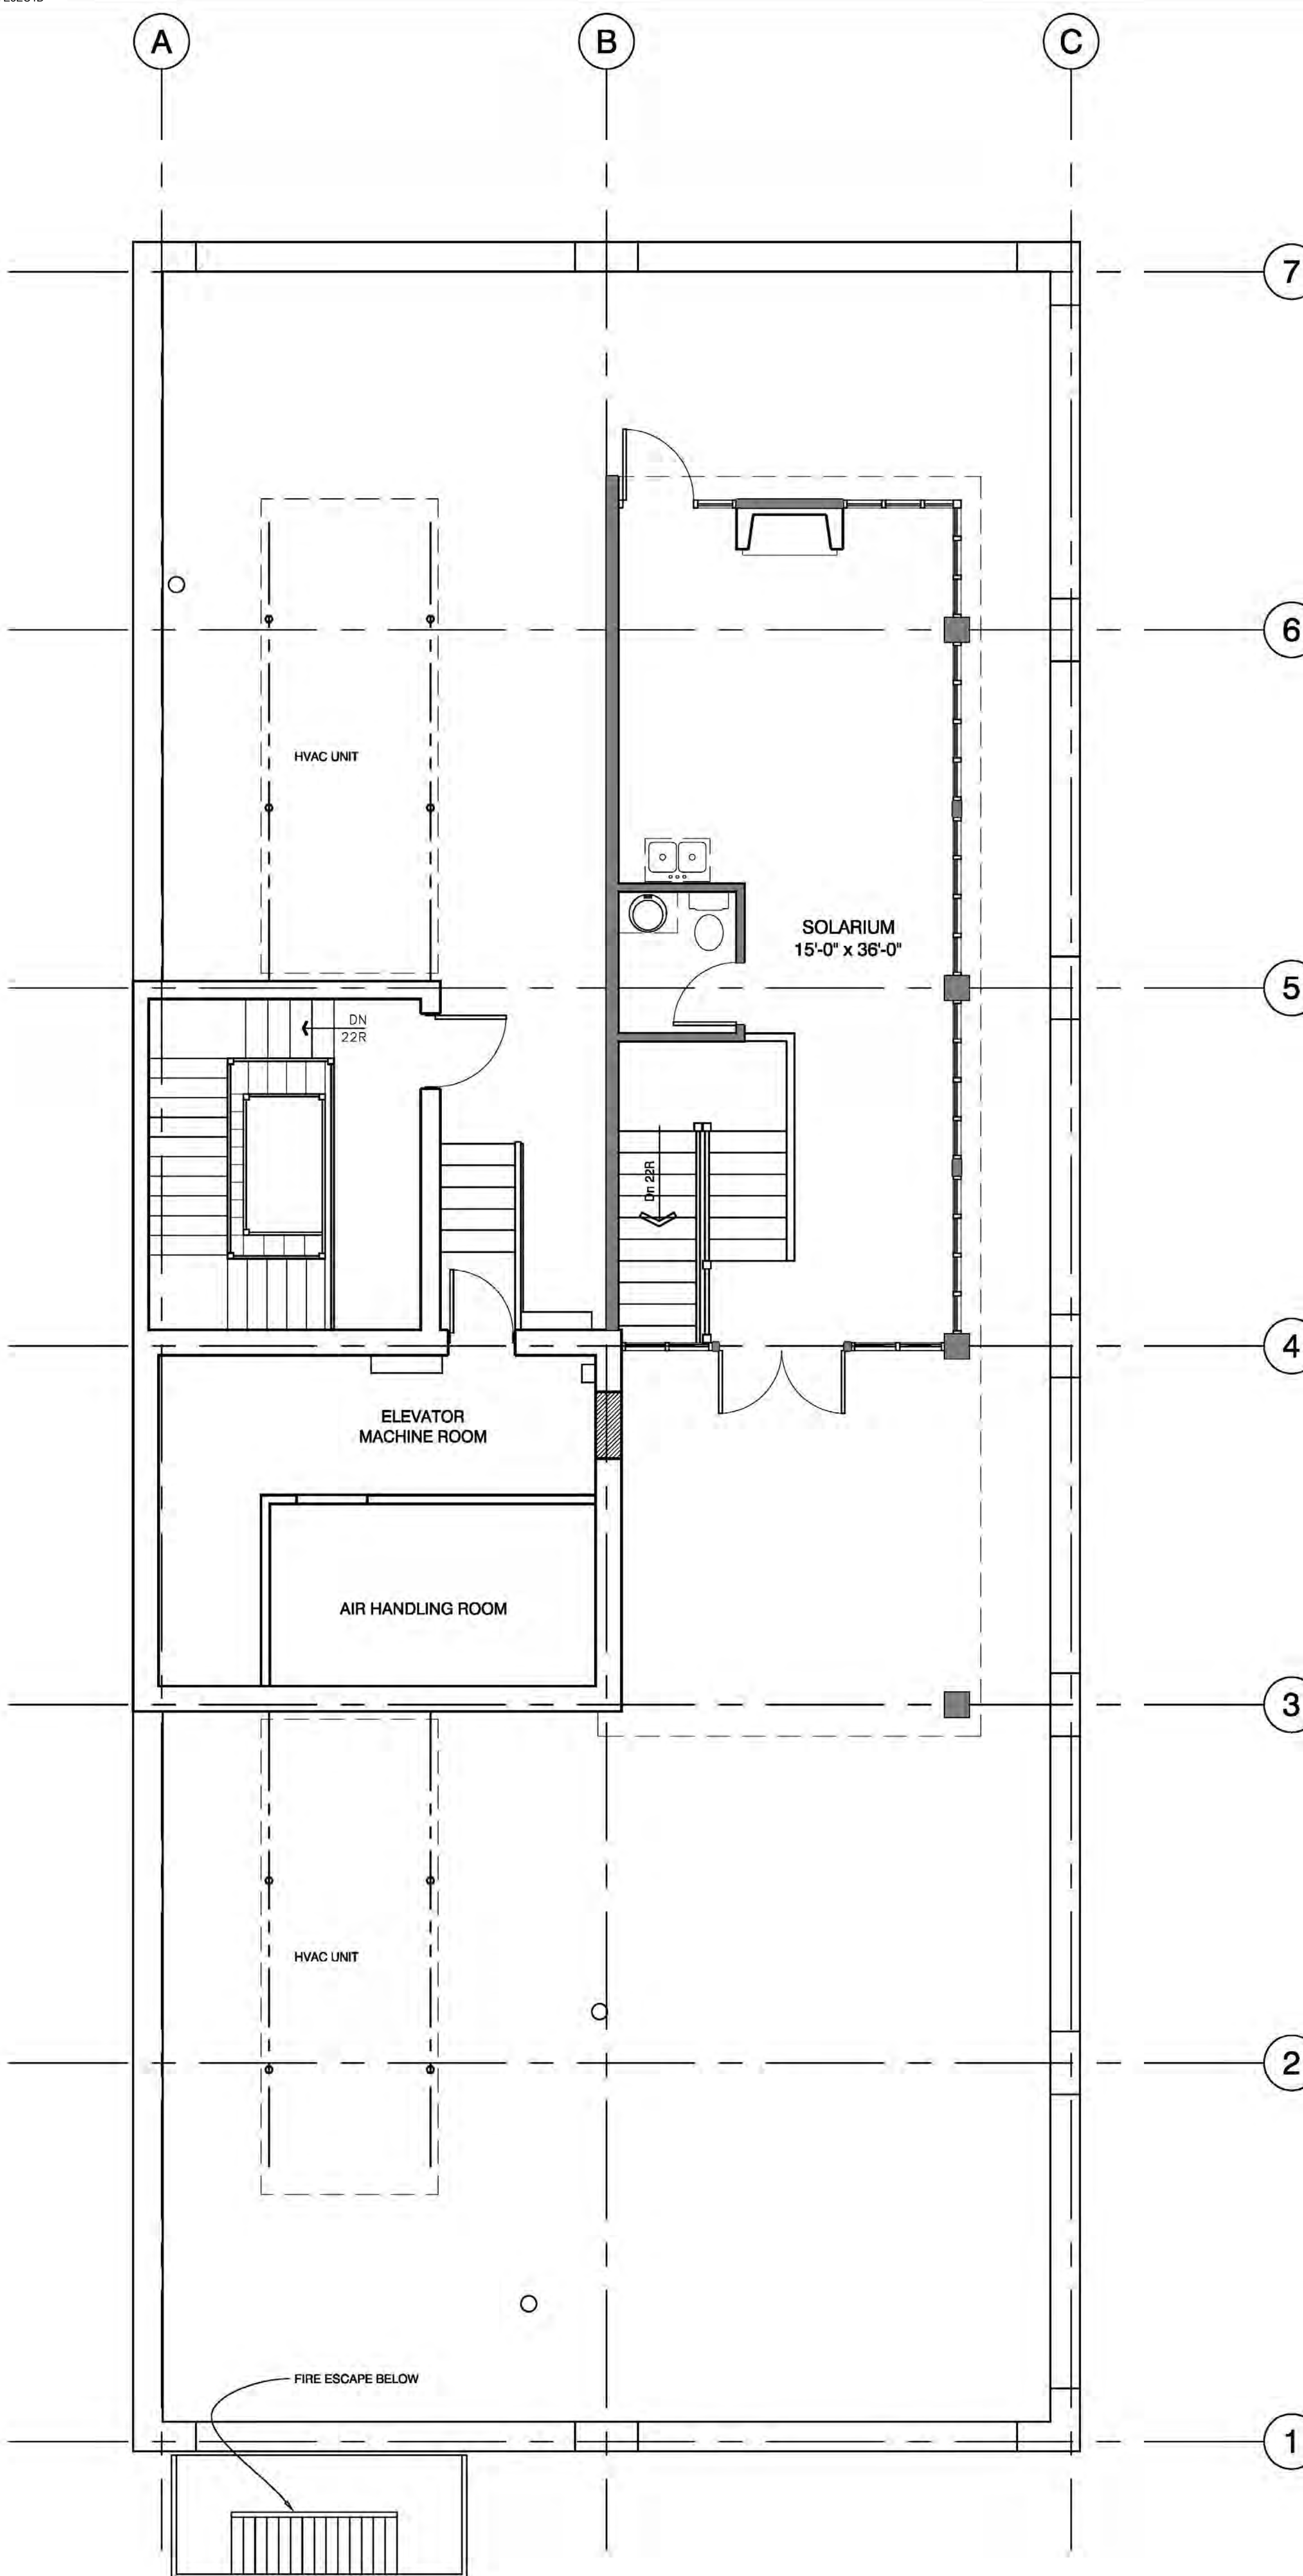 A
B
C
7
6
HVAC UNIT
SOLARIUM
15'-0" x 36'-0"
5
DN
22R
Dn 22R
4
ELEVATOR
MACHINE ROOM
AIR HANDLING ROOM
3
HVAC UNIT
2
FIRE ESCAPE BELOW
1